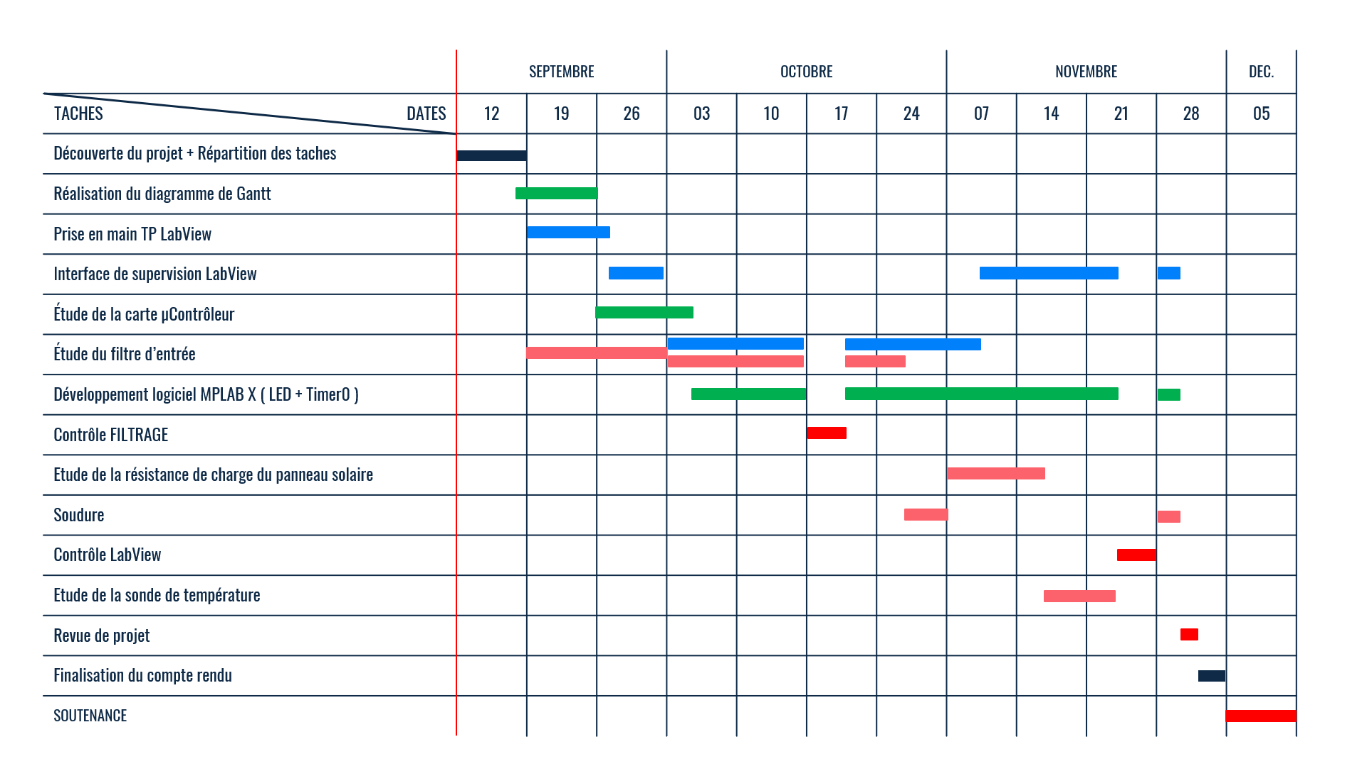 SEPTEMBRE OCTOBRE NOVEMBRE DEC.
TACHES DATES 12 19 26 03 10 17 24 07 14 21 28 05
Découverte du projet + Répartition des taches
Réalisation du diagramme de Gantt
Prise en main TP LabView
Interface de supervision LabView
Étude de la carte µContrôleur
Étude du filtre d'entrée
Développement logiciel MPLAB X ( LED + Timer0 )
Contrôle FILTRAGE
Etude de la résistance de charge du panneau solaire
Soudure
Contrôle LabView
Etude de la sonde de température
Revue de projet
Finalisation du compte rendu
SOUTENANCE